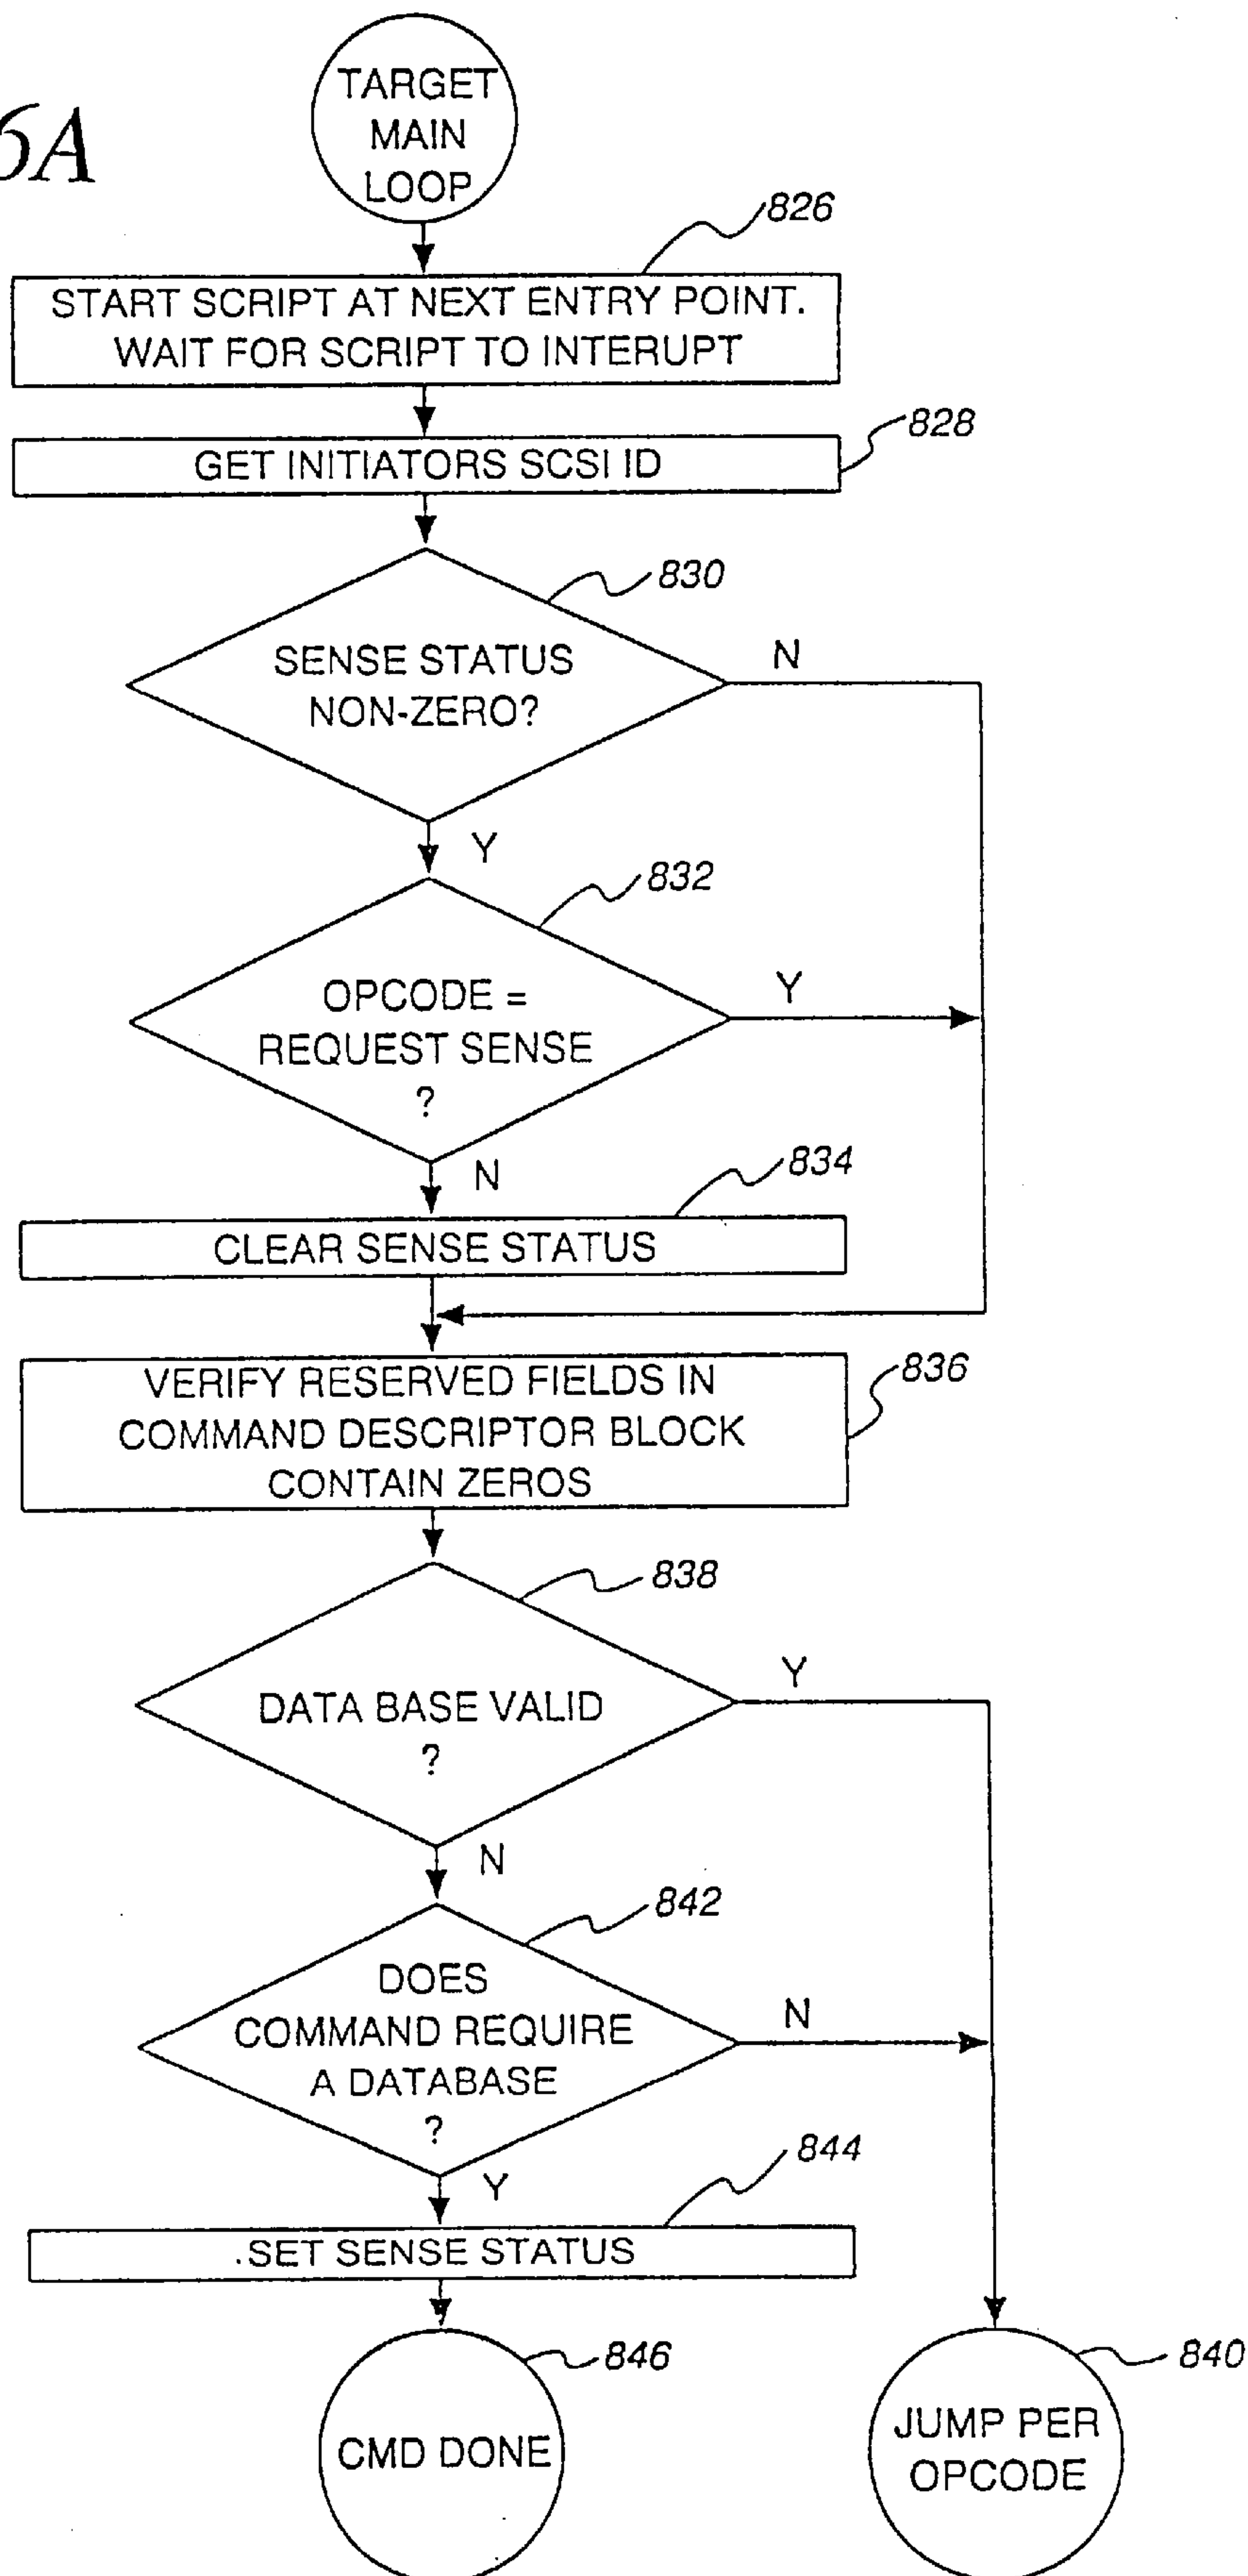 6A
TARGET
MAIN
LOOP
826
START SCRIPT AT NEXT ENTRY POINT.
WAIT FOR SCRIPT TO INTERUPT
828
GET INITIATORS SCSI ID
830
SENSE STATUS
NON-ZERO?
N
Y
832
OPCODE =
REQUEST SENSE
?
Y
N
834
CLEAR SENSE STATUS
836
VERIFY RESERVED FIELDS IN
COMMAND DESCRIPTOR BLOCK
CONTAIN ZEROS
838
DATA BASE VALID
?
Y
N
842
DOES
COMMAND REQUIRE
A DATABASE
?
N
Y
844
.SET SENSE STATUS
846
CMD DONE
840
JUMP PER
OPCODE